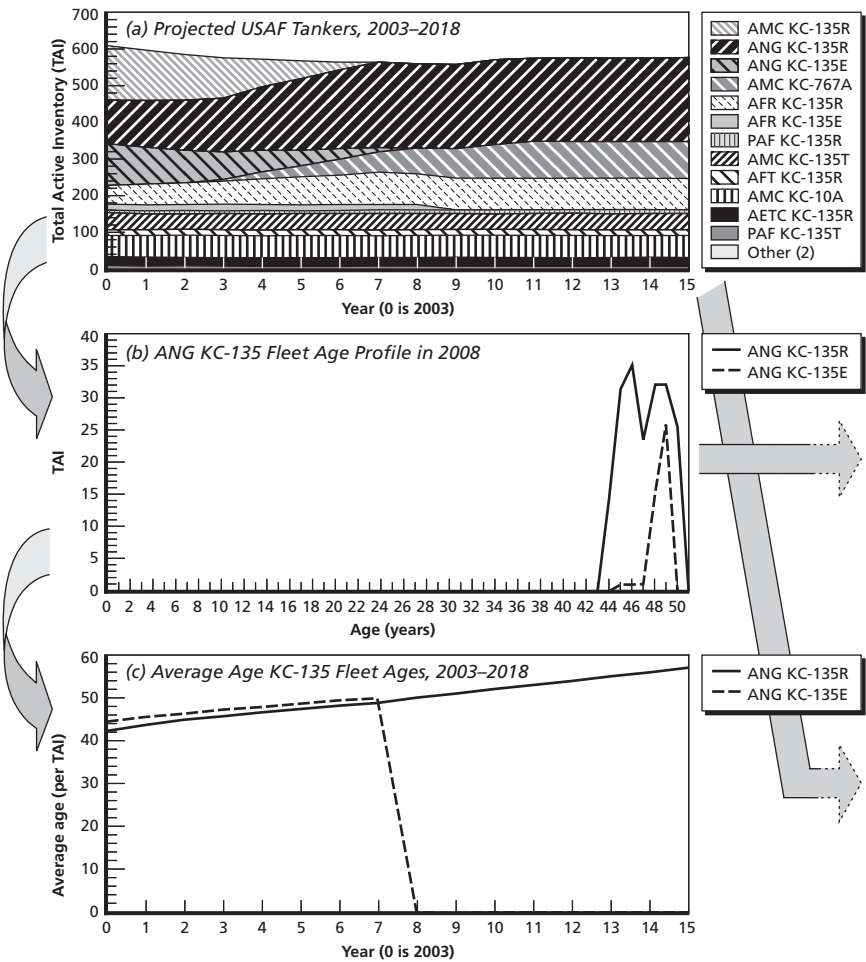 (a) Projected USAF Tankers, 2003–2018
Total Active Inventory (TAI)
700
600
500
400
300
200
100
0
0 1 2 3 4 5 6 7 8 9 10 11 12 13 14 15
Year (0 is 2003)
AMC KC-135R
ANG KC-135R
ANG KC-135E
AMC KC-767A
AFR KC-135R
AFR KC-135E
PAF KC-135R
AMC KC-135T
AFT KC-135R
AMC KC-10A
AETC KC-135R
PAF KC-135T
Other (2)
(b) ANG KC-135 Fleet Age Profile in 2008
TAI
40
35
30
25
20
15
10
5
0
0 2 4 6 8 10 12 14 16 18 20 22 24 26 28 30 32 34 36 38 40 42 44 46 48 50
Age (years)
ANG KC-135R
ANG KC-135E
(c) Average Age KC-135 Fleet Ages, 2003–2018
Average age (per TAI)
60
50
40
30
20
10
0
0 1 2 3 4 5 6 7 8 9 10 11 12 13 14 15
Year (0 is 2003)
ANG KC-135R
ANG KC-135E